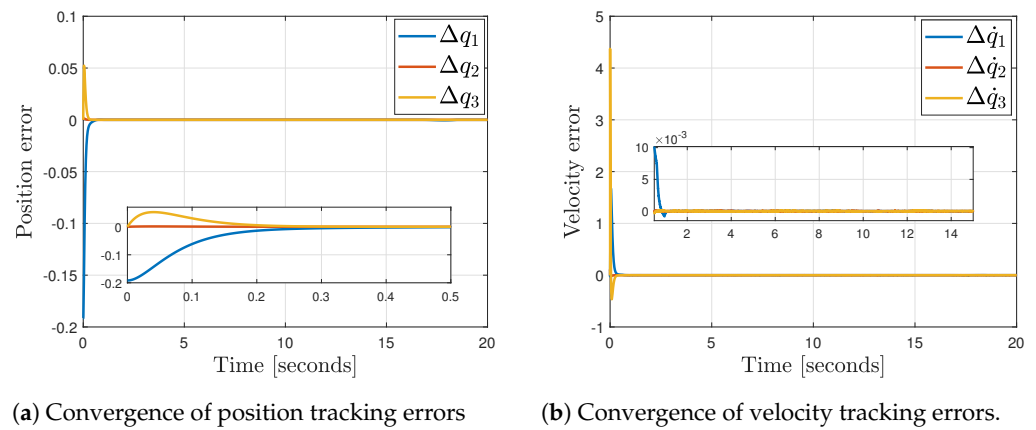 0.1
0.05
0
-0.05
-0.1
-0.15
-0.2
Position error
Δq₁
Δq₂
Δq₃
0
-0.1
-0.2
0 0.1 0.2 0.3 0.4 0.5
0 5 10 15 20
Time [seconds]
(a) Convergence of position tracking errors
5
4
3
2
1
0
-1
Velocity error
Δq̇₁
Δq̇₂
Δq̇₃
×10⁻³
10
5
0
2 4 6 8 10 12 14
0 5 10 15 20
Time [seconds]
(b) Convergence of velocity tracking errors.